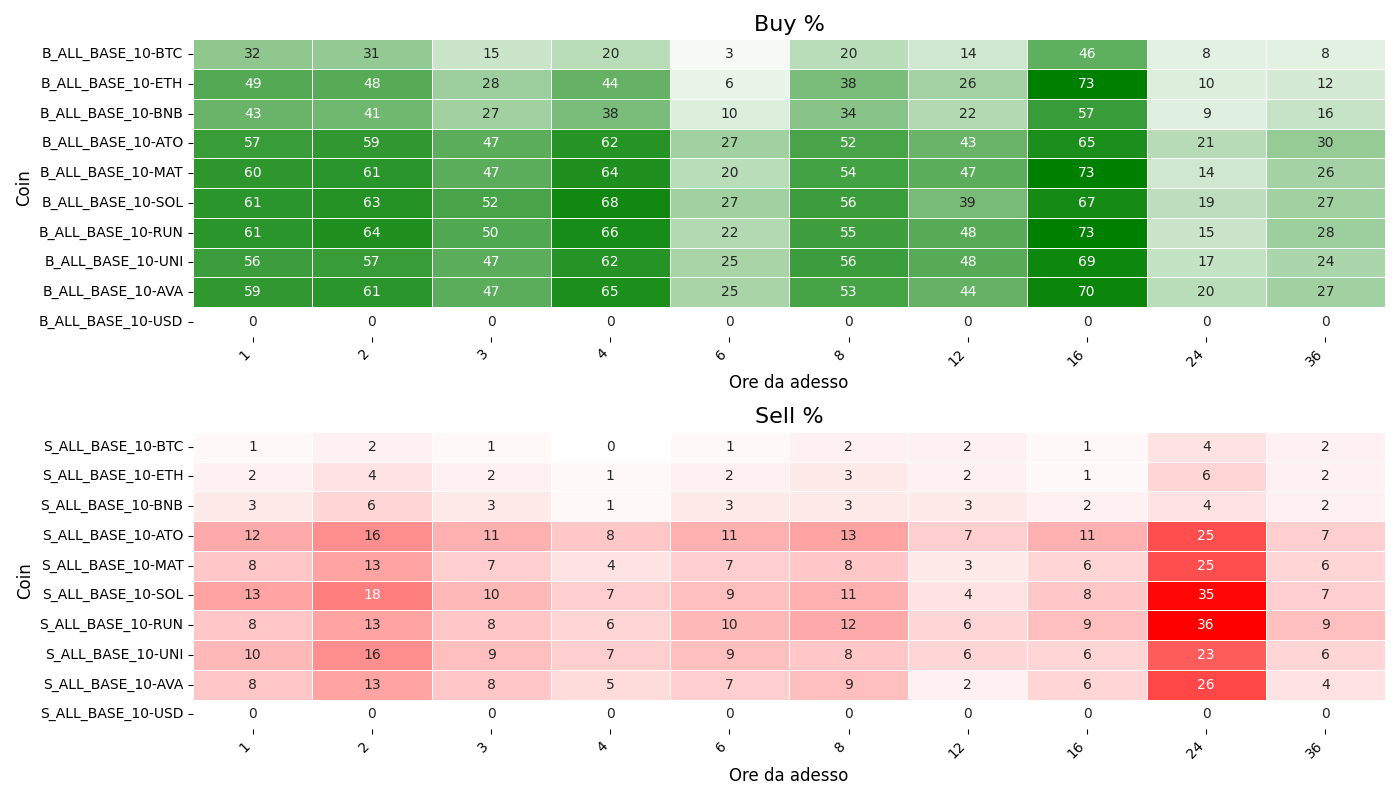 Buy %
Coin
B_ALL_BASE_10-BTC 32 31 15 20 3 20 14 46 8 8
B_ALL_BASE_10-ETH 49 48 28 44 6 38 26 73 10 12
B_ALL_BASE_10-BNB 43 41 27 38 10 34 22 57 9 16
B_ALL_BASE_10-ATO 57 59 47 62 27 52 43 65 21 30
B_ALL_BASE_10-MAT 60 61 47 64 20 54 47 73 14 26
B_ALL_BASE_10-SOL 61 63 52 68 27 56 39 67 19 27
B_ALL_BASE_10-RUN 61 64 50 66 22 55 48 73 15 28
B_ALL_BASE_10-UNI 56 57 47 62 25 56 48 69 17 24
B_ALL_BASE_10-AVA 59 61 47 65 25 53 44 70 20 27
B_ALL_BASE_10-USD 0 0 0 0 0 0 0 0 0 0
1 2 3 4 6 8 12 16 24 36
Ore da adesso
Sell %
Coin
S_ALL_BASE_10-BTC 1 2 1 0 1 2 2 1 4 2
S_ALL_BASE_10-ETH 2 4 2 1 2 3 2 1 6 2
S_ALL_BASE_10-BNB 3 6 3 1 3 3 3 2 4 2
S_ALL_BASE_10-ATO 12 16 11 8 11 13 7 11 25 7
S_ALL_BASE_10-MAT 8 13 7 4 7 8 3 6 25 6
S_ALL_BASE_10-SOL 13 18 10 7 9 11 4 8 35 7
S_ALL_BASE_10-RUN 8 13 8 6 10 12 6 9 36 9
S_ALL_BASE_10-UNI 10 16 9 7 9 8 6 6 23 6
S_ALL_BASE_10-AVA 8 13 8 5 7 9 2 6 26 4
S_ALL_BASE_10-USD 0 0 0 0 0 0 0 0 0 0
1 2 3 4 6 8 12 16 24 36
Ore da adesso